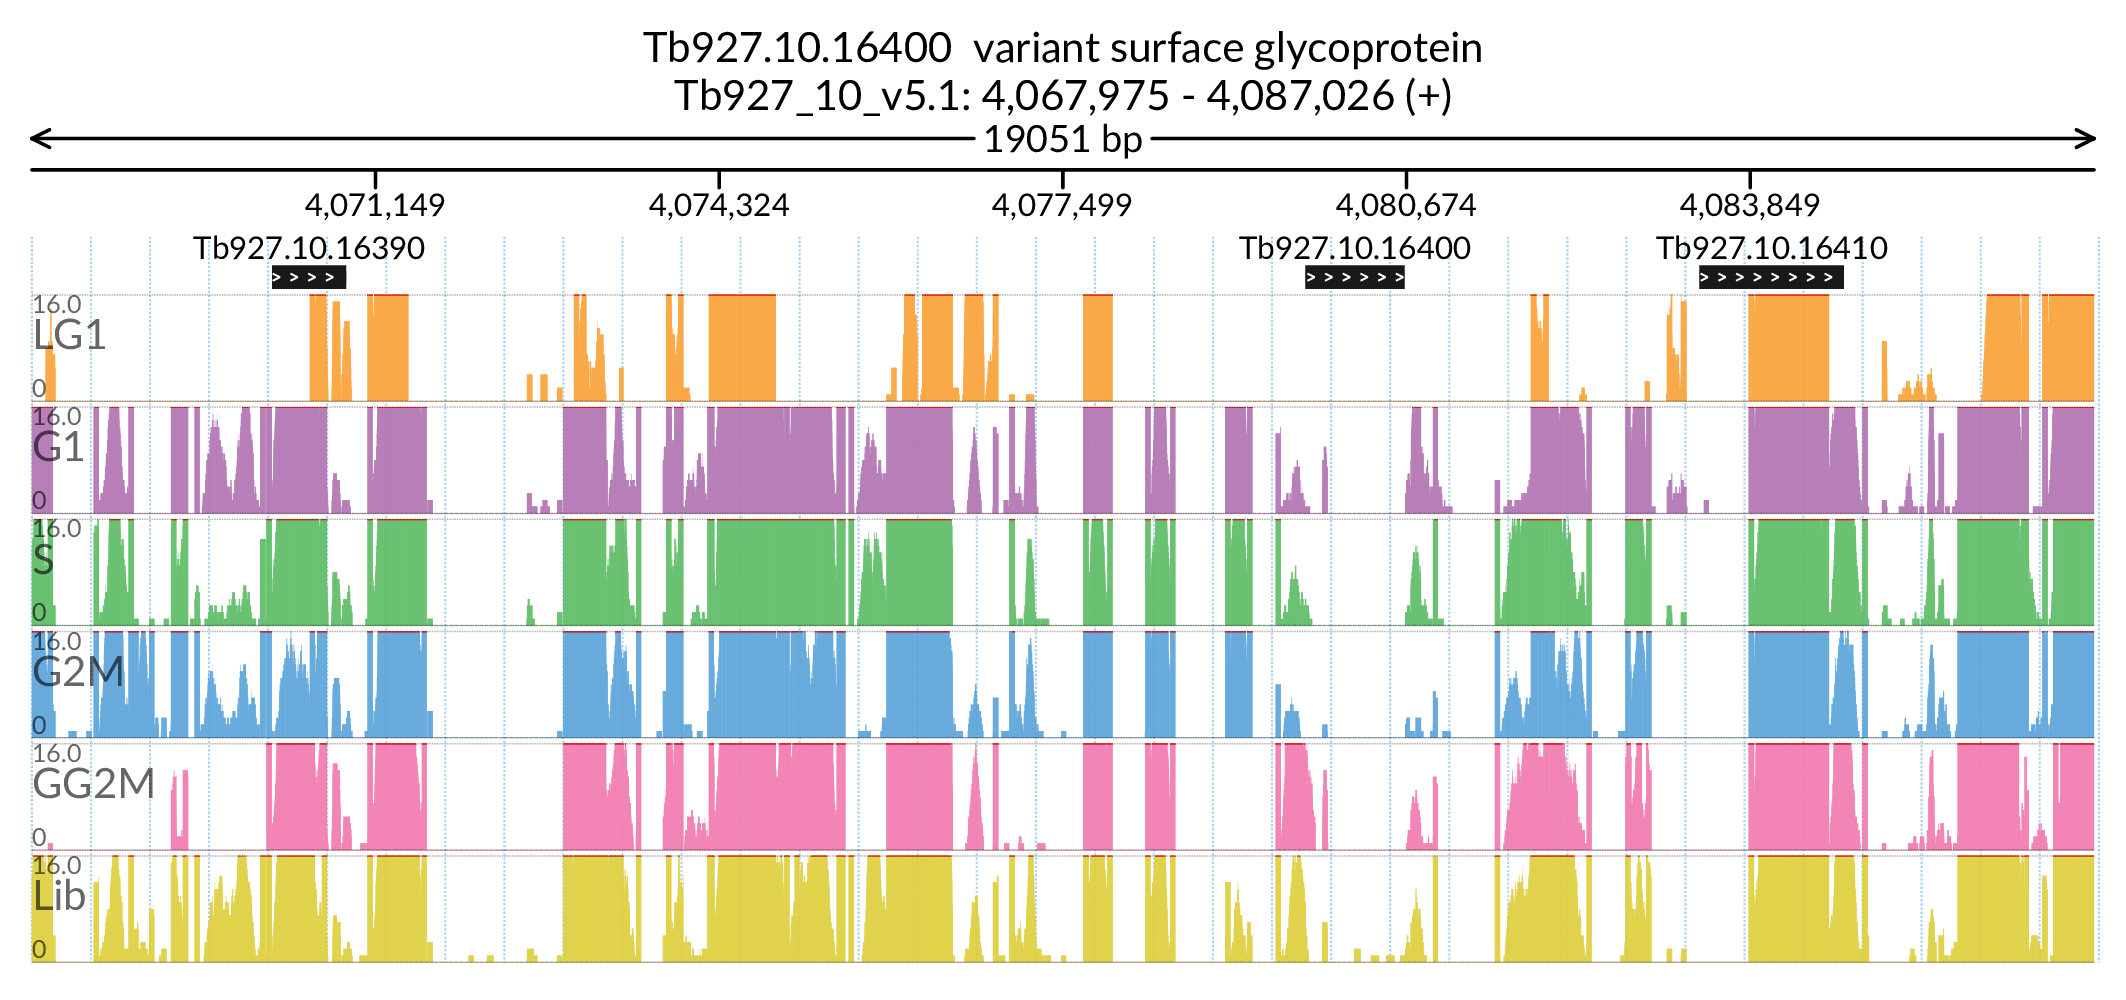 Tb927.10.16400 variant surface glycoprotein
Tb927_10_v5.1: 4,067,975 - 4,087,026 (+)
19051 bp
4,071,149 4,074,324 4,077,499 4,080,674 4,083,849
Tb927.10.16390 Tb927.10.16400 Tb927.10.16410
16.0
LG1
0
16.0
G1
0
16.0
S
0
16.0
G2M
0
16.0
GG2M
0
16.0
Lib
0